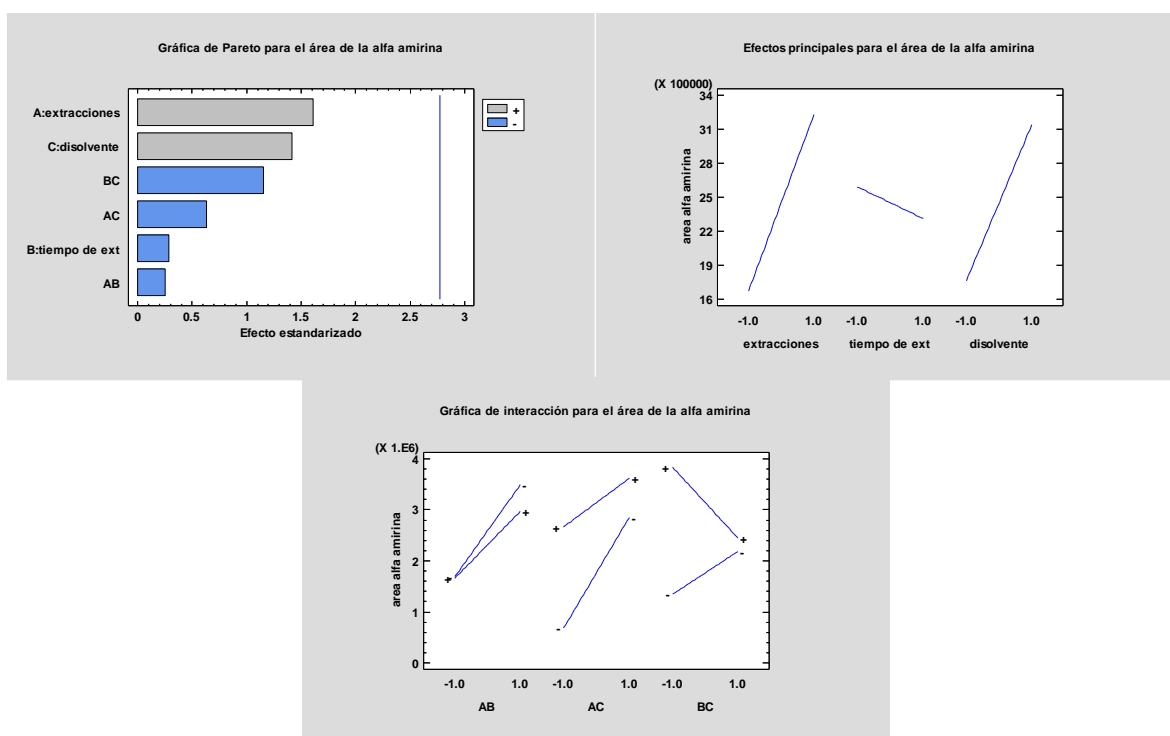 Gráfica de Pareto para el área de la alfa amirina
A:extracciones
C:disolvente
BC
AC
B:tiempo de ext
AB
0 0.5 1 1.5 2 2.5 3
Efecto estandarizado
+
-
Efectos principales para el área de la alfa amirina
(X 100000)
34
31
28
25
22
19
16
area alfa amirina
-1.0 1.0 -1.0 1.0 -1.0 1.0
extracciones tiempo de ext disolvente
Gráfica de interacción para el área de la alfa amirina
(X 1.E6)
4
3
2
1
0
area alfa amirina
+
-
+
+
-
+
-
+
-
+
-
-1.0 1.0 -1.0 1.0 -1.0 1.0
AB AC BC